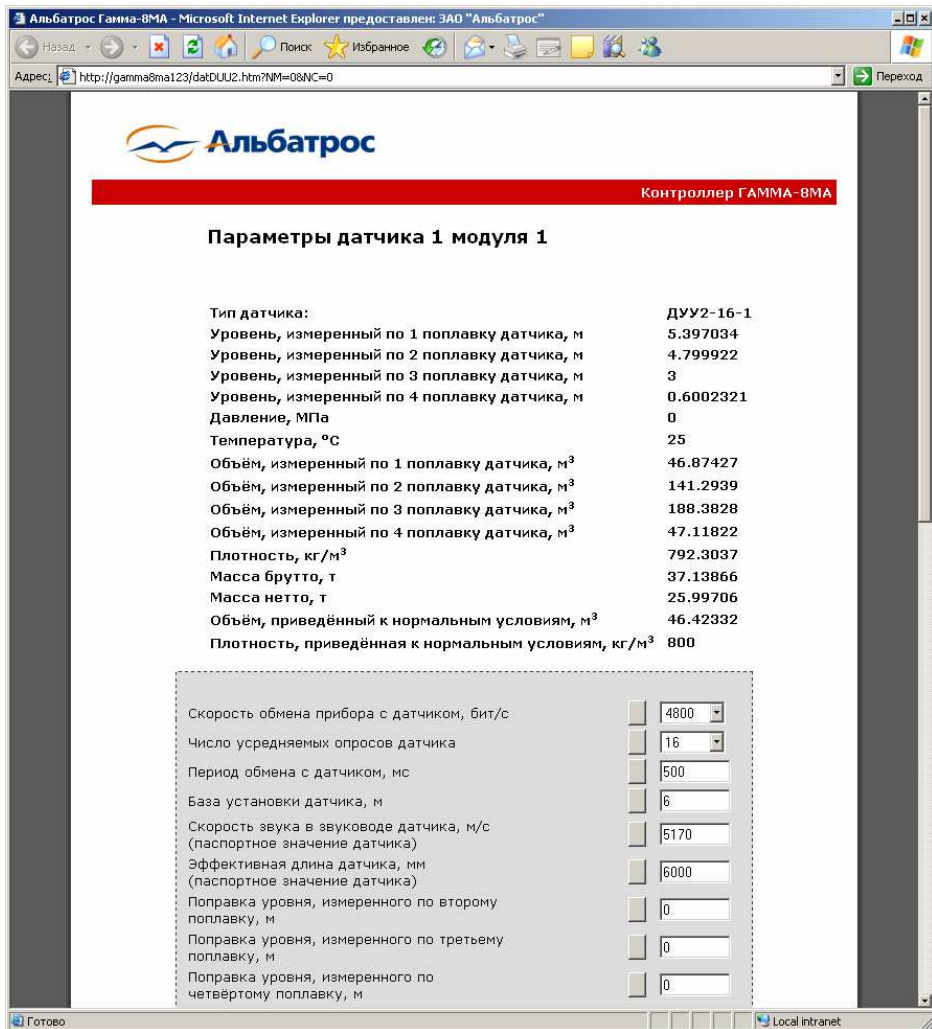 Альбатрос Гамма-8МА - Microsoft Internet Explorer предоставлен: ЗАО "Альбатрос"
Назад Поиск Избранное
Адрес: http://gamma8ma123/datDUU2.htm?NM=0&NC=0 Переход
Альбатрос
Контроллер ГАММА-8МА
Параметры датчика 1 модуля 1
Тип датчика: ДУУ2-16-1
Уровень, измеренный по 1 поплавку датчика, м 5.397034
Уровень, измеренный по 2 поплавку датчика, м 4.799922
Уровень, измеренный по 3 поплавку датчика, м 3
Уровень, измеренный по 4 поплавку датчика, м 0.6002321
Давление, МПа 0
Температура, °C 25
Объём, измеренный по 1 поплавку датчика, м³ 46.87427
Объём, измеренный по 2 поплавку датчика, м³ 141.2939
Объём, измеренный по 3 поплавку датчика, м³ 188.3828
Объём, измеренный по 4 поплавку датчика, м³ 47.11822
Плотность, кг/м³ 792.3037
Масса брутто, т 37.13866
Масса нетто, т 25.99706
Объём, приведённый к нормальным условиям, м³ 46.42332
Плотность, приведённая к нормальным условиям, кг/м³ 800
Скорость обмена прибора с датчиком, бит/с 4800
Число усредняемых опросов датчика 16
Период обмена с датчиком, мс 500
База установки датчика, м 6
Скорость звука в звуководе датчика, м/с
(паспортное значение датчика) 5170
Эффективная длина датчика, мм
(паспортное значение датчика) 6000
Поправка уровня, измеренного по второму
поплавку, м 0
Поправка уровня, измеренного по третьему
поплавку, м 0
Поправка уровня, измеренного по
четвёртому поплавку, м 0
Готово Local intranet